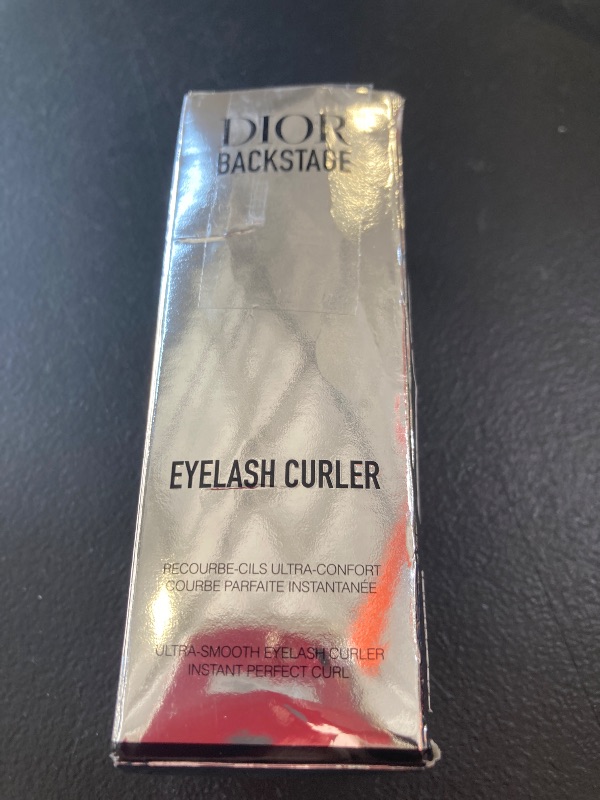 DIOR
BACKSTAGE
EYELASH CURLER
RECOURBE-CILS ULTRA-CONFORT
COURBE PARFAITE INSTANTANÉE
ULTRA-SMOOTH EYELASH CURLER
INSTANT PERFECT CURL